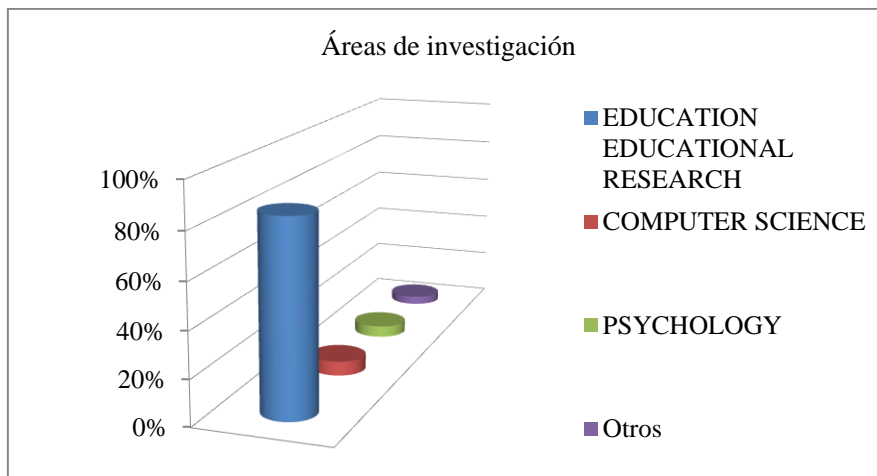 Áreas de investigación
100%
80%
60%
40%
20%
0%
EDUCATION
EDUCATIONAL
RESEARCH
COMPUTER SCIENCE
PSYCHOLOGY
Otros